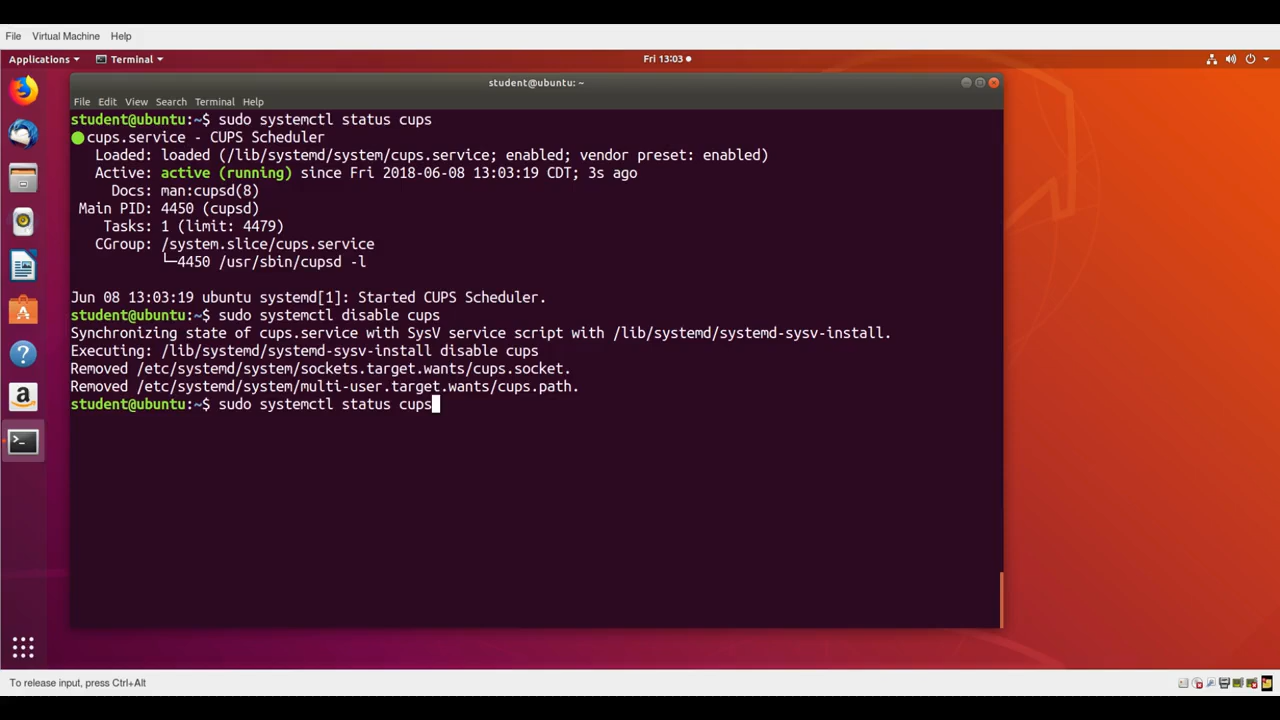 File Virtual Machine Help
Applications Terminal Fri 13:03
student@ubuntu: ~
File Edit View Search Terminal Help
student@ubuntu:~$ sudo systemctl status cups
cups.service - CUPS Scheduler
Loaded: loaded (/lib/systemd/system/cups.service; enabled; vendor preset: enabled)
Active: active (running) since Fri 2018-06-08 13:03:19 CDT; 3s ago
Docs: man:cupsd(8)
Main PID: 4450 (cupsd)
Tasks: 1 (limit: 4479)
CGroup: /system.slice/cups.service
└─4450 /usr/sbin/cupsd -l
Jun 08 13:03:19 ubuntu systemd[1]: Started CUPS Scheduler.
student@ubuntu:~$ sudo systemctl disable cups
Synchronizing state of cups.service with SysV service script with /lib/systemd/systemd-sysv-install.
Executing: /lib/systemd/systemd-sysv-install disable cups
Removed /etc/systemd/system/sockets.target.wants/cups.socket.
Removed /etc/systemd/system/multi-user.target.wants/cups.path.
student@ubuntu:~$ sudo systemctl status cups
To release input, press Ctrl+Alt